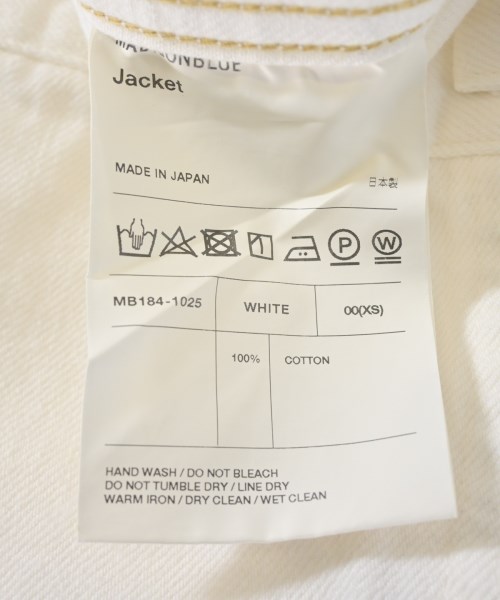 MADISONBLUE
Jacket
MADE IN JAPAN 日本製
P W
MB184-1025 WHITE 00(XS)
100% COTTON
HAND WASH / DO NOT BLEACH
DO NOT TUMBLE DRY / LINE DRY
WARM IRON / DRY CLEAN / WET CLEAN